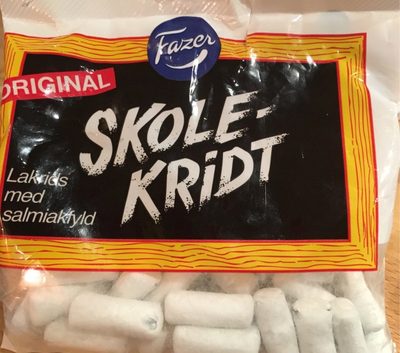 Fazer
ORIGINAL
SKOLE-
KRiDT
Lakrids
med
salmiakfyld